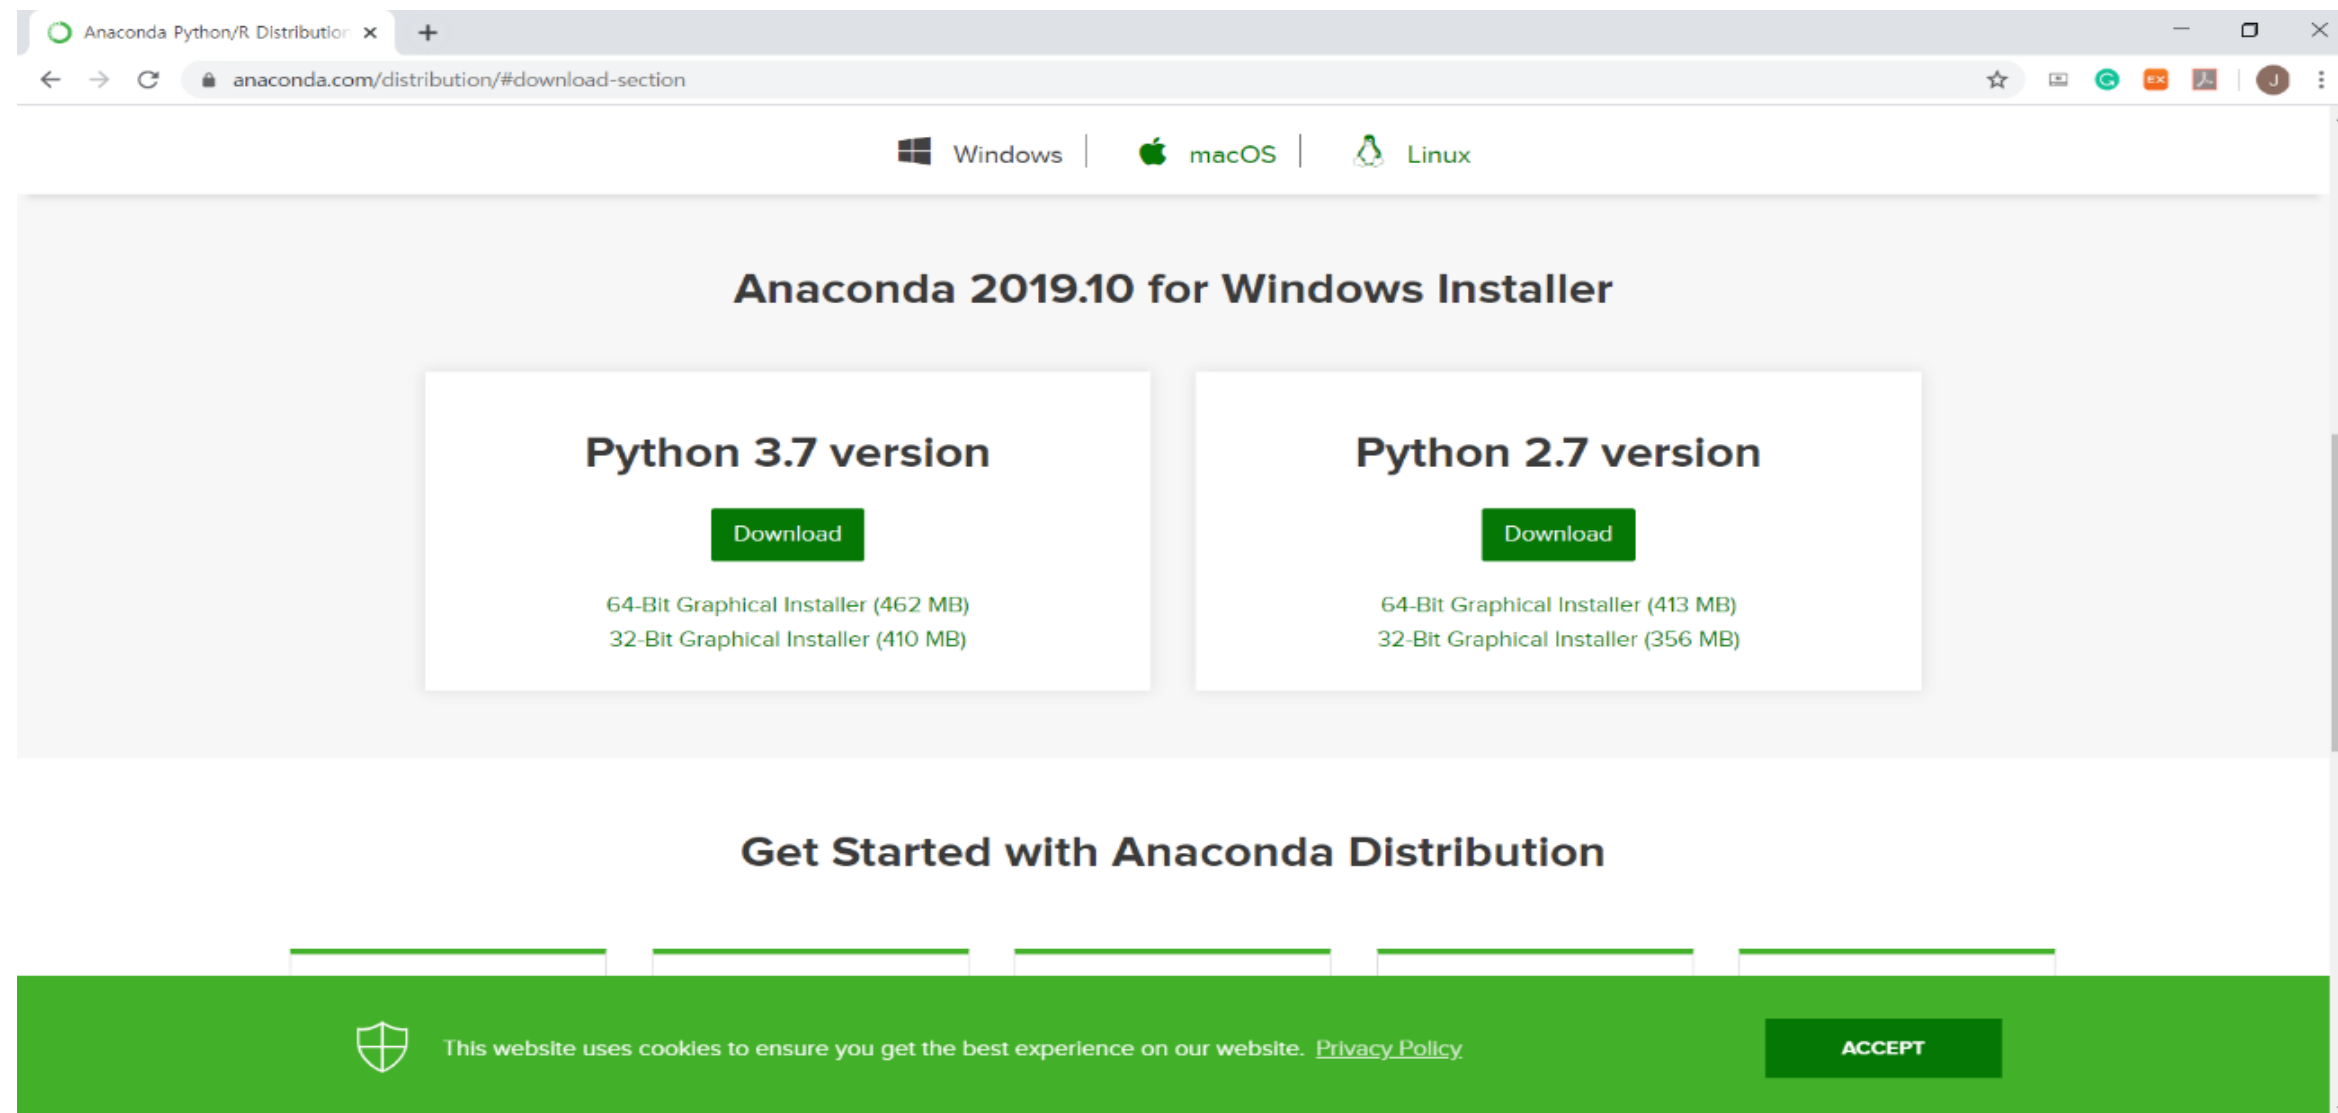 Anaconda Python/R Distribution
anaconda.com/distribution/#download-section
EX
J
Windows
macOS
Linux
Anaconda 2019.10 for Windows Installer
Python 3.7 version
Download
64-Bit Graphical Installer (462 MB)
32-Bit Graphical Installer (410 MB)
Python 2.7 version
Download
64-Bit Graphical Installer (413 MB)
32-Bit Graphical Installer (356 MB)
Get Started with Anaconda Distribution
This website uses cookies to ensure you get the best experience on our website. Privacy Policy
ACCEPT